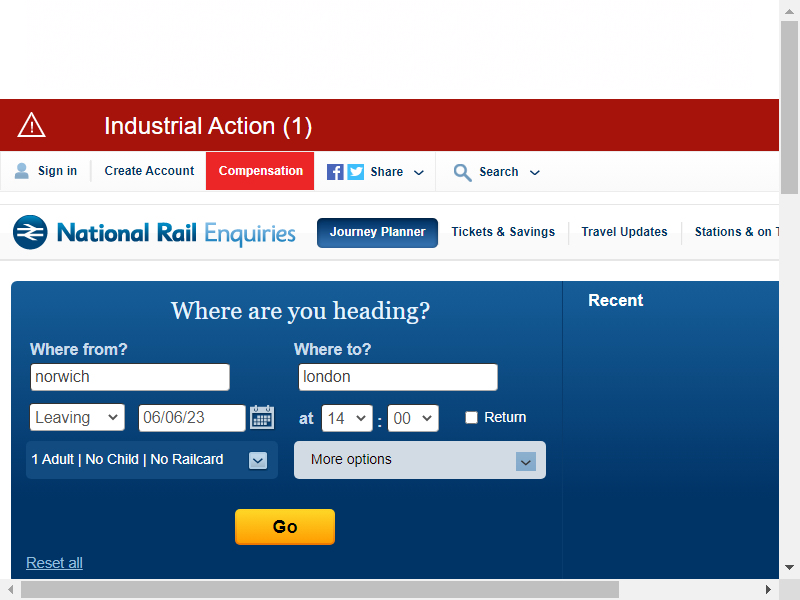 Industrial Action (1)
Sign in
Create Account
Compensation
Share
Search
National Rail Enquiries
Journey Planner
Tickets & Savings
Travel Updates
Stations & on T
Where are you heading?
Recent
Where from?
Where to?
norwich
london
Leaving
06/06/23
at 14 : 00
Return
1 Adult | No Child | No Railcard
More options
Go
Reset all